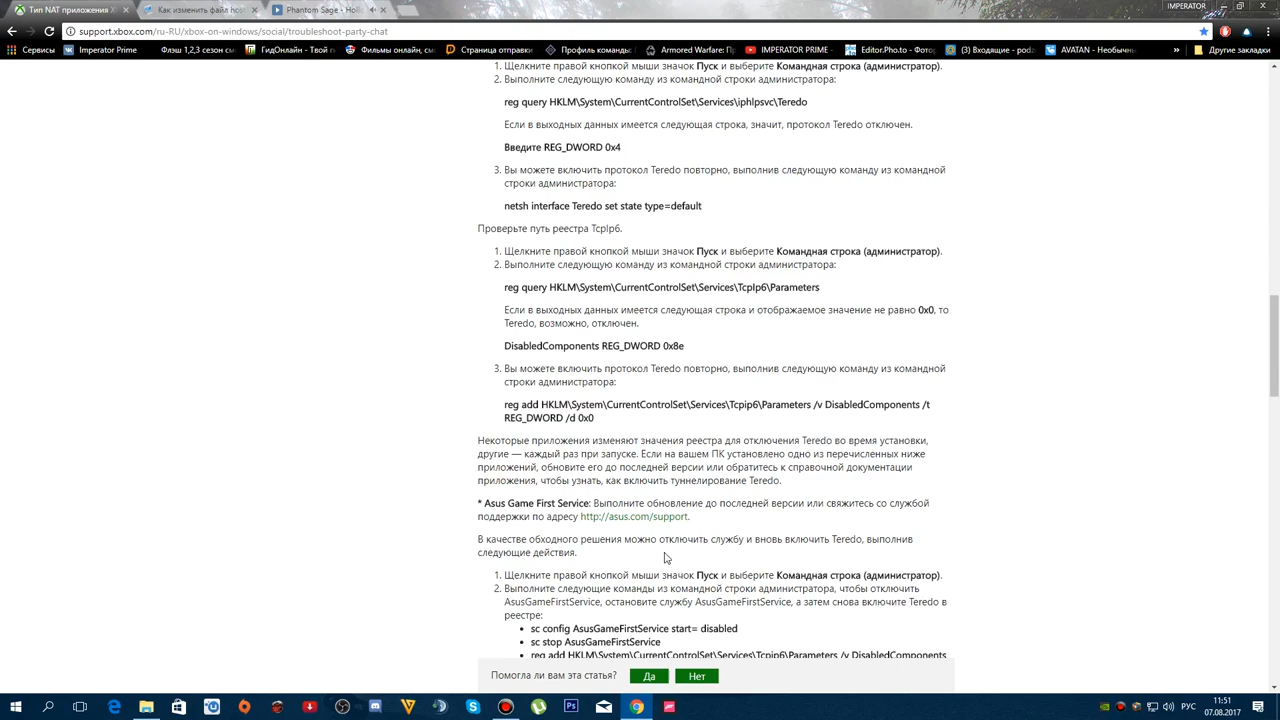 Тип NAT приложения
Как изменить файл host
Phantom Sage - Holl
IMPERATOR
support.xbox.com/ru-RU/xbox-on-windows/social/troubleshoot-party-chat
Сервисы
Imperator Prime
Флэш 1,2,3 сезон см
ГидОнлайн - Твой г
Фильмы онлайн, см
Страница отправки
Профиль команды:
Armored Warfare: П
IMPERATOR PRIME -
Editor.Pho.to - Фото
(3) Входящие - pod
AVATAN - Необычн
»
Другие закладки
1. Щелкните правой кнопкой мыши значок Пуск и выберите Командная строка (администратор).
2. Выполните следующую команду из командной строки администратора:
reg query HKLM\System\CurrentControlSet\Services\iphlpsvc\Teredo
Если в выходных данных имеется следующая строка, значит, протокол Teredo отключен.
Введите REG_DWORD 0x4
3. Вы можете включить протокол Teredo повторно, выполнив следующую команду из командной
строки администратора:
netsh interface Teredo set state type=default
Проверьте путь реестра TcpIp6.
1. Щелкните правой кнопкой мыши значок Пуск и выберите Командная строка (администратор).
2. Выполните следующую команду из командной строки администратора:
reg query HKLM\System\CurrentControlSet\Services\TcpIp6\Parameters
Если в выходных данных имеется следующая строка и отображаемое значение не равно 0x0, то
Teredo, возможно, отключен.
DisabledComponents REG_DWORD 0x8e
3. Вы можете включить протокол Teredo повторно, выполнив следующую команду из командной
строки администратора:
reg add HKLM\System\CurrentControlSet\Services\Tcpip6\Parameters /v DisabledComponents /t
REG_DWORD /d 0x0
Некоторые приложения изменяют значения реестра для отключения Teredo во время установки,
другие — каждый раз при запуске. Если на вашем ПК установлено одно из перечисленных ниже
приложений, обновите его до последней версии или обратитесь к справочной документации
приложения, чтобы узнать, как включить туннелирование Teredo.
* Asus Game First Service: Выполните обновление до последней версии или свяжитесь со службой
поддержки по адресу http://asus.com/support.
В качестве обходного решения можно отключить службу и вновь включить Teredo, выполнив
следующие действия.
1. Щелкните правой кнопкой мыши значок Пуск и выберите Командная строка (администратор).
2. Выполните следующие команды из командной строки администратора, чтобы отключить
AsusGameFirstService, остановите службу AsusGameFirstService, а затем снова включите Teredo в
реестре:
• sc config AsusGameFirstService start= disabled
• sc stop AsusGameFirstService
• reg add HKLM\System\CurrentControlSet\Services\Tcpip6\Parameters /v DisabledComponents
Помогла ли вам эта статья?
Да
Нет
РУС
11:51
07.08.2017